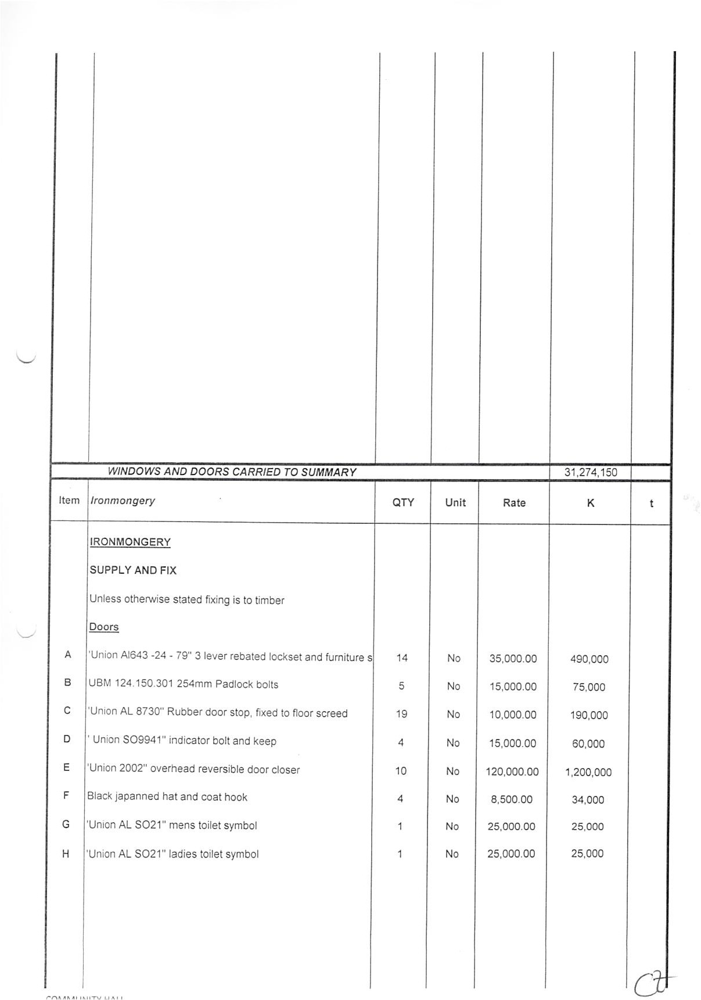 WINDOWS AND DOORS CARRIED TO SUMMARY 31,274,150
Item Ironmongery QTY Unit Rate K t
IRONMONGERY
SUPPLY AND FIX
Unless otherwise stated fixing is to timber
Doors
A 'Union Al643 -24 - 79" 3 lever rebated lockset and furniture s 14 No 35,000.00 490,000
B UBM 124.150.301 254mm Padlock bolts 5 No 15,000.00 75,000
C 'Union AL 8730" Rubber door stop, fixed to floor screed 19 No 10,000.00 190,000
D ' Union SO9941" indicator bolt and keep 4 No 15,000.00 60,000
E 'Union 2002" overhead reversible door closer 10 No 120,000.00 1,200,000
F Black japanned hat and coat hook 4 No 8,500.00 34,000
G 'Union AL SO21" mens toilet symbol 1 No 25,000.00 25,000
H 'Union AL SO21" ladies toilet symbol 1 No 25,000.00 25,000
COMMUNITY HALL